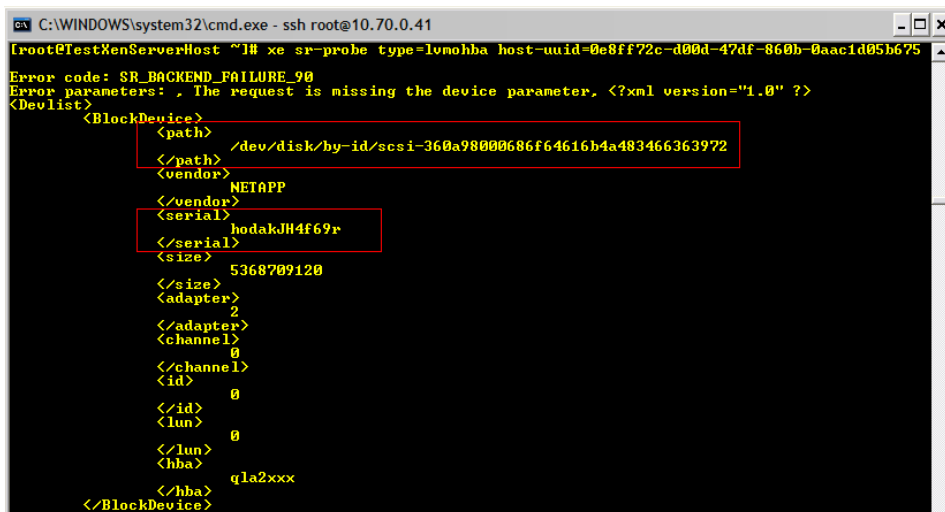 C:\WINDOWS\system32\cmd.exe - ssh root@10.70.0.41
[root@TestXenServerHost ~]# xe sr-probe type=lvmohba host-uuid=0e8ff72c-d00d-47df-860b-0aac1d05b675
Error code: SR_BACKEND_FAILURE_90
Error parameters: , The request is missing the device parameter, <?xml version="1.0" ?>
<Devlist>
<BlockDevice>
<path>
/dev/disk/by-id/scsi-360a98000686f64616b4a483466363972
</path>
<vendor>
NETAPP
</vendor>
<serial>
hodakJH4f69r
</serial>
<size>
5368709120
</size>
<adapter>
2
</adapter>
<channel>
0
</channel>
<id>
0
</id>
<lun>
0
</lun>
<hba>
qla2xxx
</hba>
</BlockDevice>